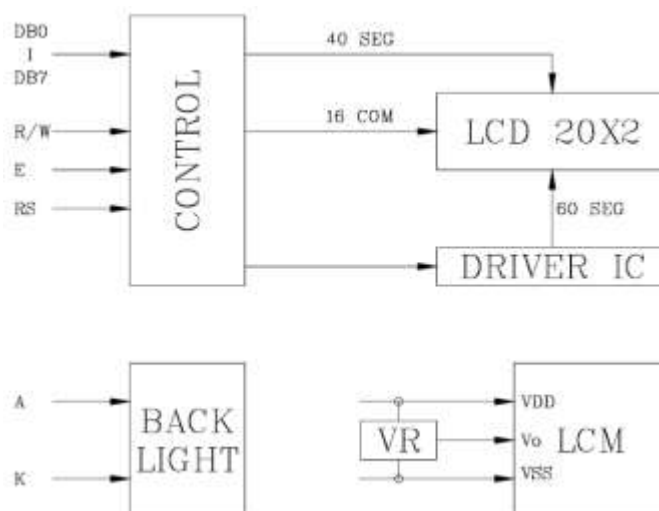 DB0
I
DB7
R/W
E
RS
CONTROL
40 SEG
16 COM
LCD 20X2
60 SEG
DRIVER IC
A
K
BACK
LIGHT
VR
VDD
Vo
VSS
LCM